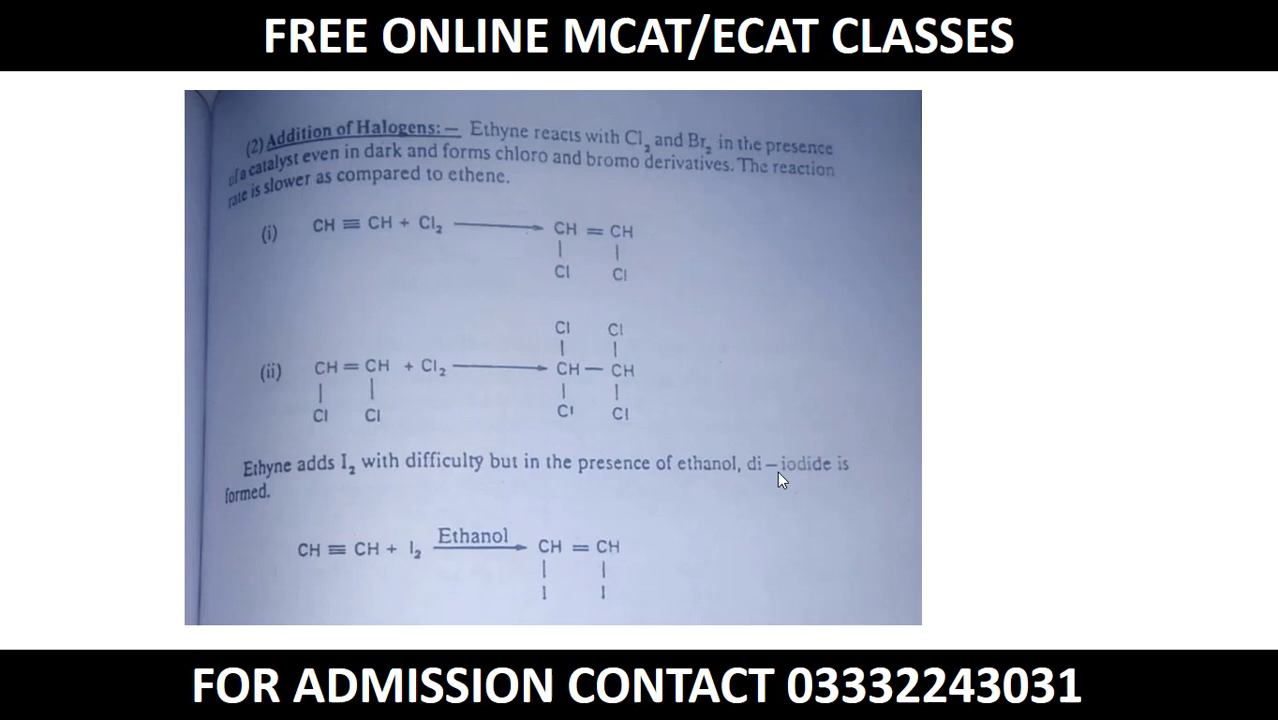 FREE ONLINE MCAT/ECAT CLASSES
(2) Addition of Halogens: — Ethyne reacts with Cl₂ and Br₂ in the presence
of a catalyst even in dark and forms chloro and bromo derivatives. The reaction
rate is slower as compared to ethene.
(i) CH ≡ CH + Cl₂ ⟶ CH = CH
| |
Cl Cl
Cl Cl
| |
(ii) CH = CH + Cl₂ ⟶ CH — CH
| | | |
Cl Cl Cl Cl
Ethyne adds I₂ with difficulty but in the presence of ethanol, di – iodide is
formed.
Ethanol
CH ≡ CH + I₂ ⟶ CH = CH
| |
I I
FOR ADMISSION CONTACT 03332243031